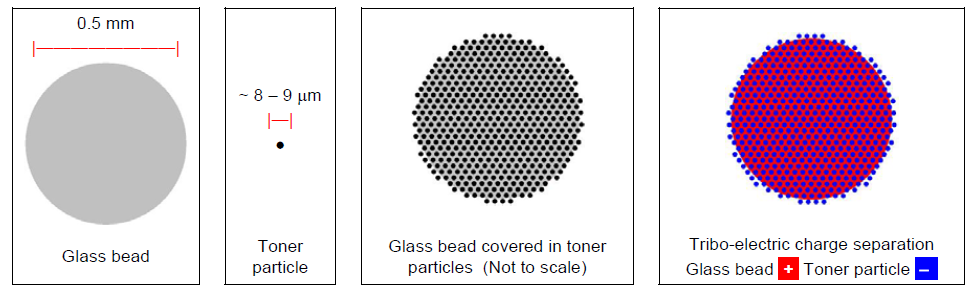 0.5 mm
Glass bead
~ 8 – 9 μm
Toner
particle
Glass bead covered in toner
particles (Not to scale)
Tribo-electric charge separation
Glass bead + Toner particle –